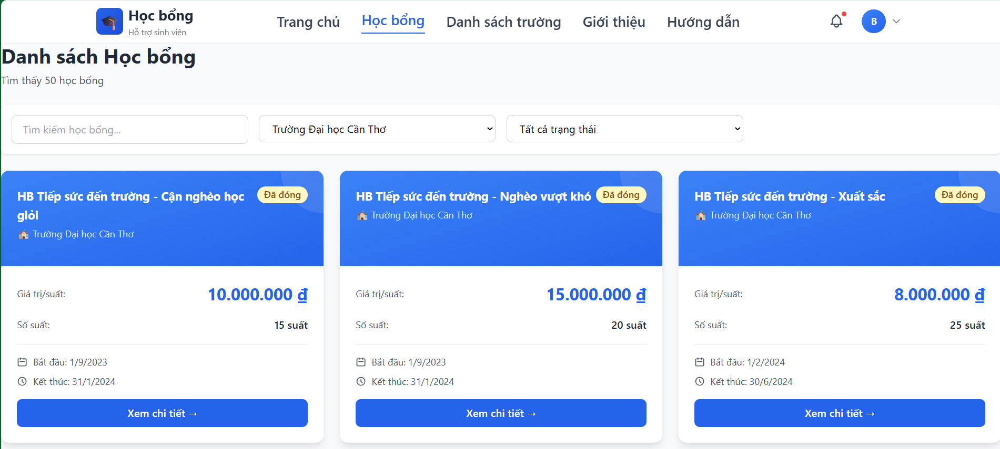 Học bổng
Hỗ trợ sinh viên
Trang chủ
Học bổng
Danh sách trường
Giới thiệu
Hướng dẫn
B
Danh sách Học bổng
Tìm thấy 50 học bổng
Tìm kiếm học bổng...
Trường Đại học Cần Thơ
Tất cả trạng thái
HB Tiếp sức đến trường - Cận nghèo học
giỏi
Đã đóng
Trường Đại học Cần Thơ
Giá trị/suất:
10.000.000 ₫
Số suất:
15 suất
Bắt đầu: 1/9/2023
Kết thúc: 31/1/2024
Xem chi tiết →
HB Tiếp sức đến trường - Nghèo vượt khó
Đã đóng
Trường Đại học Cần Thơ
Giá trị/suất:
15.000.000 ₫
Số suất:
20 suất
Bắt đầu: 1/9/2023
Kết thúc: 31/1/2024
Xem chi tiết →
HB Tiếp sức đến trường - Xuất sắc
Đã đóng
Trường Đại học Cần Thơ
Giá trị/suất:
8.000.000 ₫
Số suất:
25 suất
Bắt đầu: 1/2/2024
Kết thúc: 30/6/2024
Xem chi tiết →